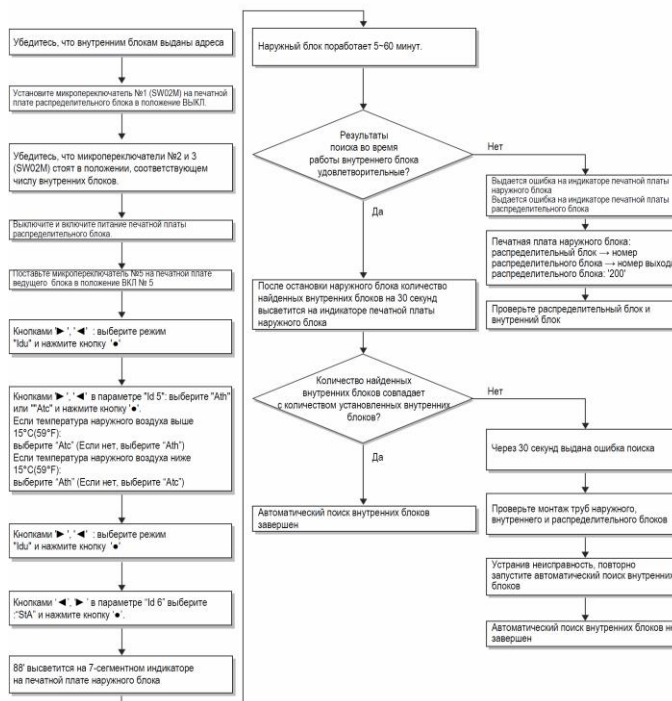 Убедитесь, что внутренним блокам выданы адреса
Установите микропереключатель №1 (SW02M) на печатной
плате распределительного блока в положение ВЫКЛ.
Убедитесь, что микропереключатели №2 и 3
(SW02M) стоят в положении, соответствующем
числу внутренних блоков.
Выключите и включите питание печатной платы
распределительного блока.
Поставьте микропереключатель №5 на печатной плате
ведущего блока в положение ВКЛ № 5
Кнопками '►', '◄' : выберите режим
"Idu" и нажмите кнопку '●'
Кнопками '►', '◄' в параметре "Id 5": выберите "Ath"
или ""Atc" и нажмите кнопку '●'.
Если температура наружного воздуха выше
15°C(59°F):
выберите “Atc” (Если нет, выберите “Ath”)
Если температура наружного воздуха ниже
15°C(59°F):
выберите “Ath” (Если нет, выберите “Atc”)
Кнопками '►', '◄' : выберите режим
"Idu" и нажмите кнопку '●'
Кнопками '◄', '►' в параметре “Id 6” выберите
:“StA” и нажмите кнопку '●'.
88' высветится на 7-сегментном индикаторе
на печатной плате наружного блока
Наружный блок поработает 5~60 минут.
Результаты
поиска во время
работы внутреннего блока
удовлетворительные?
Нет
Да
Выдается ошибка на индикаторе печатной платы
наружного блока
Выдается ошибка на индикаторе печатной платы
распределительного блока
Печатная плата наружного блока:
распределительный блок → номер
распределительного блока → номер выхода
распределительного блока: '200'
Проверьте распределительный блок и
внутренний блок
После остановки наружного блока количество
найденных внутренних блоков на 30 секунд
высветится на индикаторе печатной платы
наружного блока
Количество найденных
внутренних блоков совпадает
с количеством установленных внутренних
блоков?
Нет
Да
Автоматический поиск внутренних блоков
завершен
Через 30 секунд выдана ошибка поиска
Проверьте монтаж труб наружного,
внутреннего и распределительного блоков
Устранив неисправность, повторно
запустите автоматический поиск внутренних
блоков
Автоматический поиск внутренних блоков не
завершен